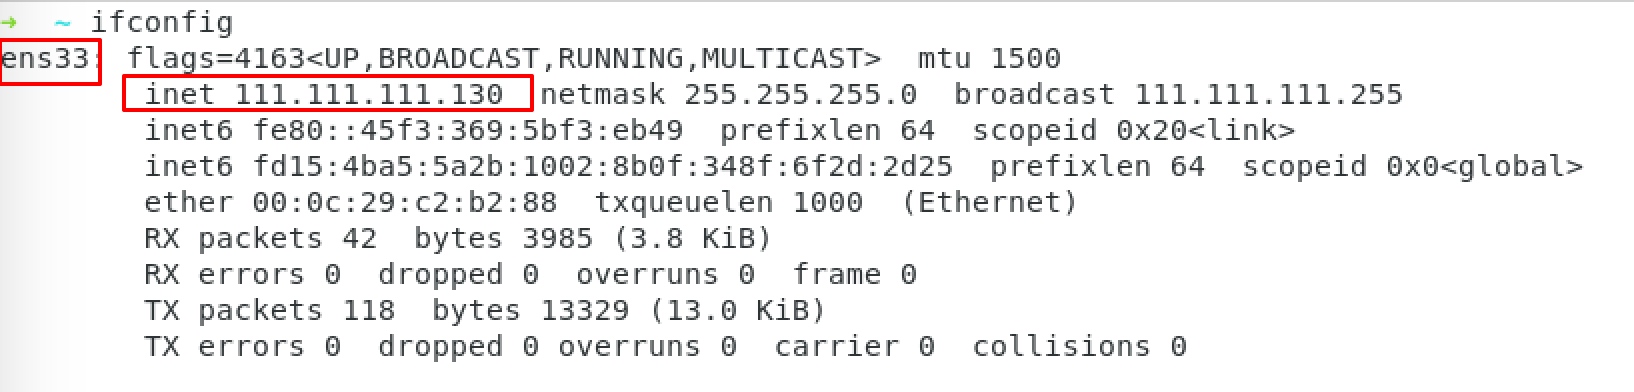 → ~ ifconfig
ens33: flags=4163<UP,BROADCAST,RUNNING,MULTICAST> mtu 1500
inet 111.111.111.130 netmask 255.255.255.0 broadcast 111.111.111.255
inet6 fe80::45f3:369:5bf3:eb49 prefixlen 64 scopeid 0x20<link>
inet6 fd15:4ba5:5a2b:1002:8b0f:348f:6f2d:2d25 prefixlen 64 scopeid 0x0<global>
ether 00:0c:29:c2:b2:88 txqueuelen 1000 (Ethernet)
RX packets 42 bytes 3985 (3.8 KiB)
RX errors 0 dropped 0 overruns 0 frame 0
TX packets 118 bytes 13329 (13.0 KiB)
TX errors 0 dropped 0 overruns 0 carrier 0 collisions 0